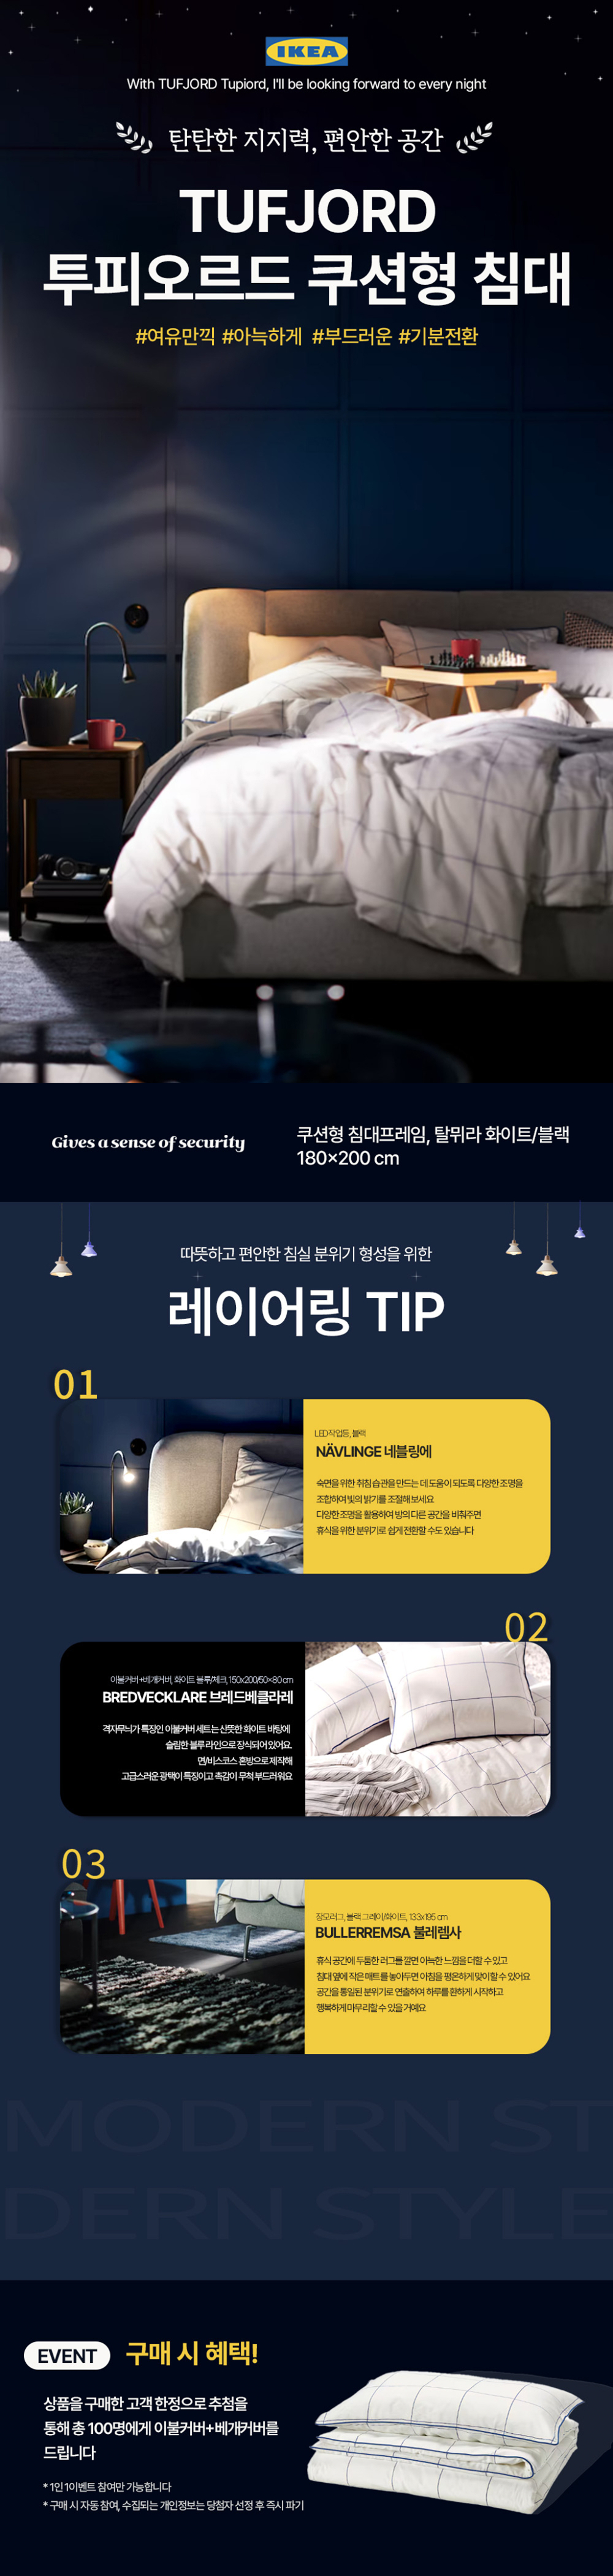 IKEA
With TUFJORD Tupiord, I'll be looking forward to every night
탄탄한 지지력, 편안한 공간
TUFJORD
투피오르드 쿠션형 침대
#여유만끽 #아늑하게 #부드러운 #기분전환
Gives a sense of security
쿠션형 침대프레임, 탈뮈라 화이트/블랙
180×200 cm
따뜻하고 편안한 침실 분위기 형성을 위한
레이어링 TIP
01
LED작업등, 블랙
NÄVLINGE 네블링에
숙면을 위한 취침 습관을 만드는 데 도움이 되도록 다양한 조명을
조합하여 빛의 밝기를 조절해 보세요
다양한 조명을 활용하여 방의 다른 공간을 비춰주면
휴식을 위한 분위기로 쉽게 전환할 수도 있습니다
02
이불커버+베개커버, 화이트 블루/체크, 150x200/50×80 cm
BREDVECKLARE 브레드베클라레
격자무늬가 특징인 이불커버 세트는 산뜻한 화이트 바탕에
슬림한 블루 라인으로 장식되어 있어요.
면/비스코스 혼방으로 제작해
고급스러운 광택이 특징이고 촉감이 무척 부드러워요
03
장모러그, 블랙 그레이/화이트, 133x195 cm
BULLERREMSA 불레렘사
휴식 공간에 두툼한 러그를 깔면 아늑한 느낌을 더할 수 있고
침대 옆에 작은 매트를 놓아두면 아침을 평온하게 맞이할 수 있어요
공간을 통일된 분위기로 연출하여 하루를 환하게 시작하고
행복하게 마무리할 수 있을 거예요
MODERN ST
DERN STYLE
EVENT 구매 시 혜택!
상품을 구매한 고객 한정으로 추첨을
통해 총 100명에게 이불커버+베개커버를
드립니다
* 1인 1이벤트 참여만 가능합니다
* 구매 시 자동 참여, 수집되는 개인정보는 당첨자 선정 후 즉시 파기